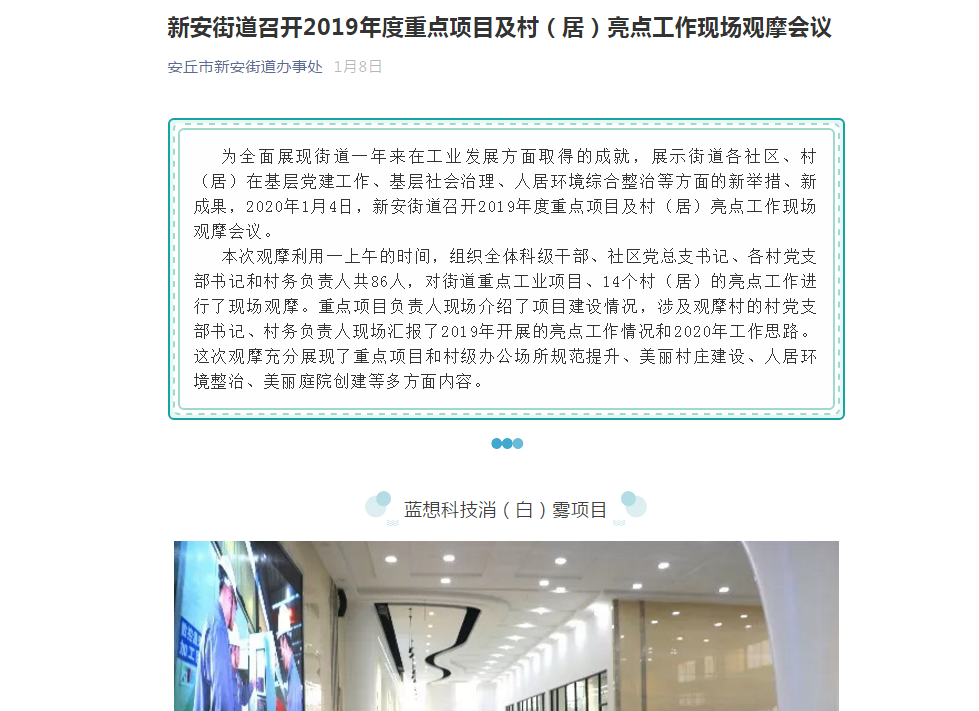 新安街道召开2019年度重点项目及村（居）亮点工作现场观摩会议
安丘市新安街道办事处 1月8日
为全面展现街道一年来在工业发展方面取得的成就，展示街道各社区、村
（居）在基层党建工作、基层社会治理、人居环境综合整治等方面的新举措、新
成果，2020年1月4日，新安街道召开2019年度重点项目及村（居）亮点工作现场
观摩会议。
本次观摩利用一上午的时间，组织全体科级干部、社区党总支书记、各村党支
部书记和村务负责人共86人，对街道重点工业项目、14个村（居）的亮点工作进
行了现场观摩。重点项目负责人现场介绍了项目建设情况，涉及观摩村的村党支
部书记、村务负责人现场汇报了2019年开展的亮点工作情况和2020年工作思路。
这次观摩充分展现了重点项目和村级办公场所规范提升、美丽村庄建设、人居环
境整治、美丽庭院创建等多方面内容。
蓝想科技消（白）雾项目